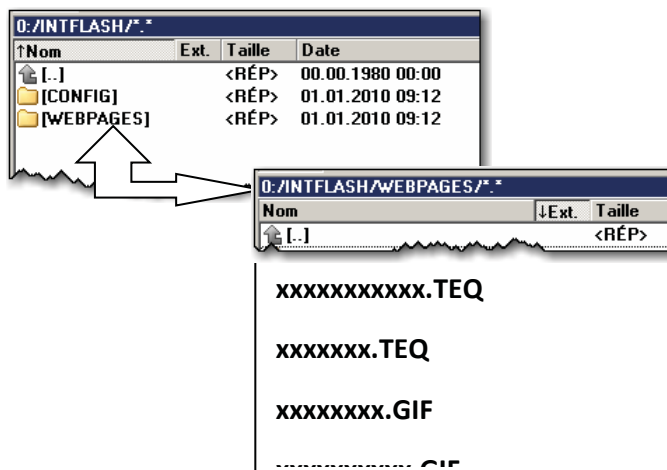 0:/INTFLASH/*.*
↑Nom Ext. Taille Date
[..] <RÉP> 00.00.1980 00:00
[CONFIG] <RÉP> 01.01.2010 09:12
[WEBPAGES] <RÉP> 01.01.2010 09:12
0:/INTFLASH/WEBPAGES/*.*
Nom ↓Ext. Taille
[..] <RÉP>
xxxxxxxxxxx.TEQ
xxxxxxx.TEQ
xxxxxxxx.GIF
xxxxxxxxxx.GIF